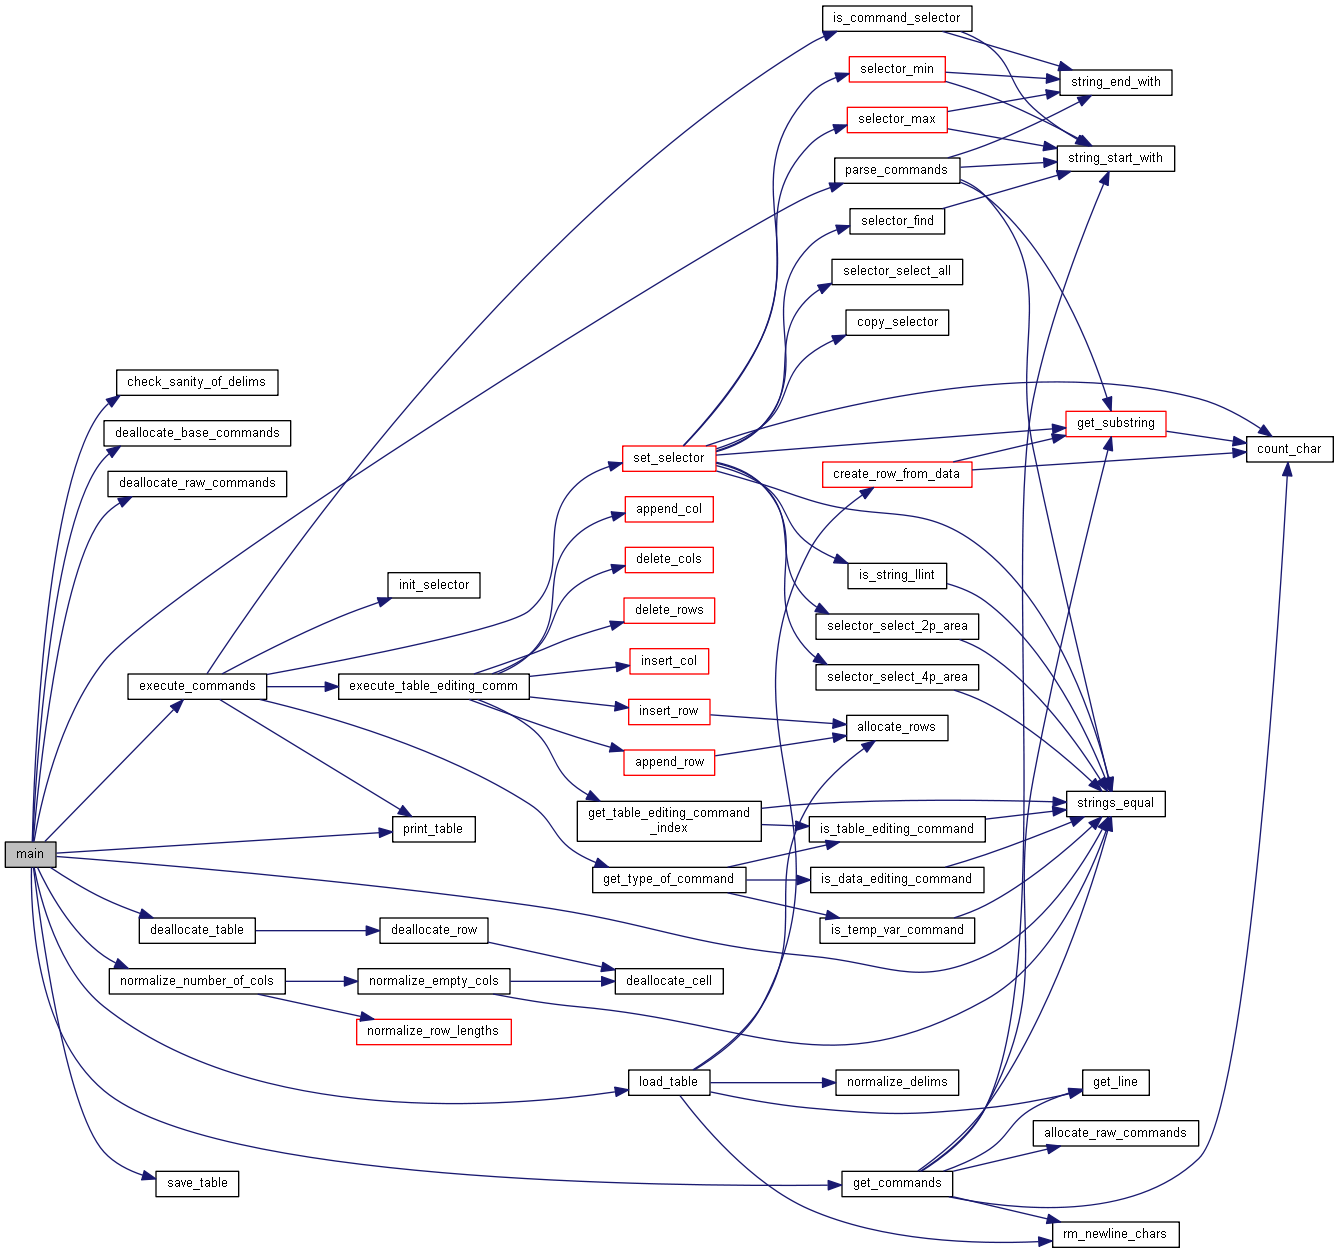 is_command_selector
selector_min
string_end_with
selector_max
string_start_with
parse_commands
selector_find
selector_select_all
copy_selector
check_sanity_of_delims
deallocate_base_commands
get_substring
count_char
set_selector
create_row_from_data
deallocate_raw_commands
append_col
delete_cols
is_string_llint
init_selector
delete_rows
selector_select_2p_area
insert_col
selector_select_4p_area
execute_commands
execute_table_editing_comm
insert_row
allocate_rows
append_row
get_table_editing_command
_index
strings_equal
print_table
is_table_editing_command
main
get_type_of_command
is_data_editing_command
deallocate_table
deallocate_row
is_temp_var_command
normalize_number_of_cols
normalize_empty_cols
deallocate_cell
normalize_row_lengths
load_table
normalize_delims
get_line
allocate_raw_commands
save_table
get_commands
rm_newline_chars